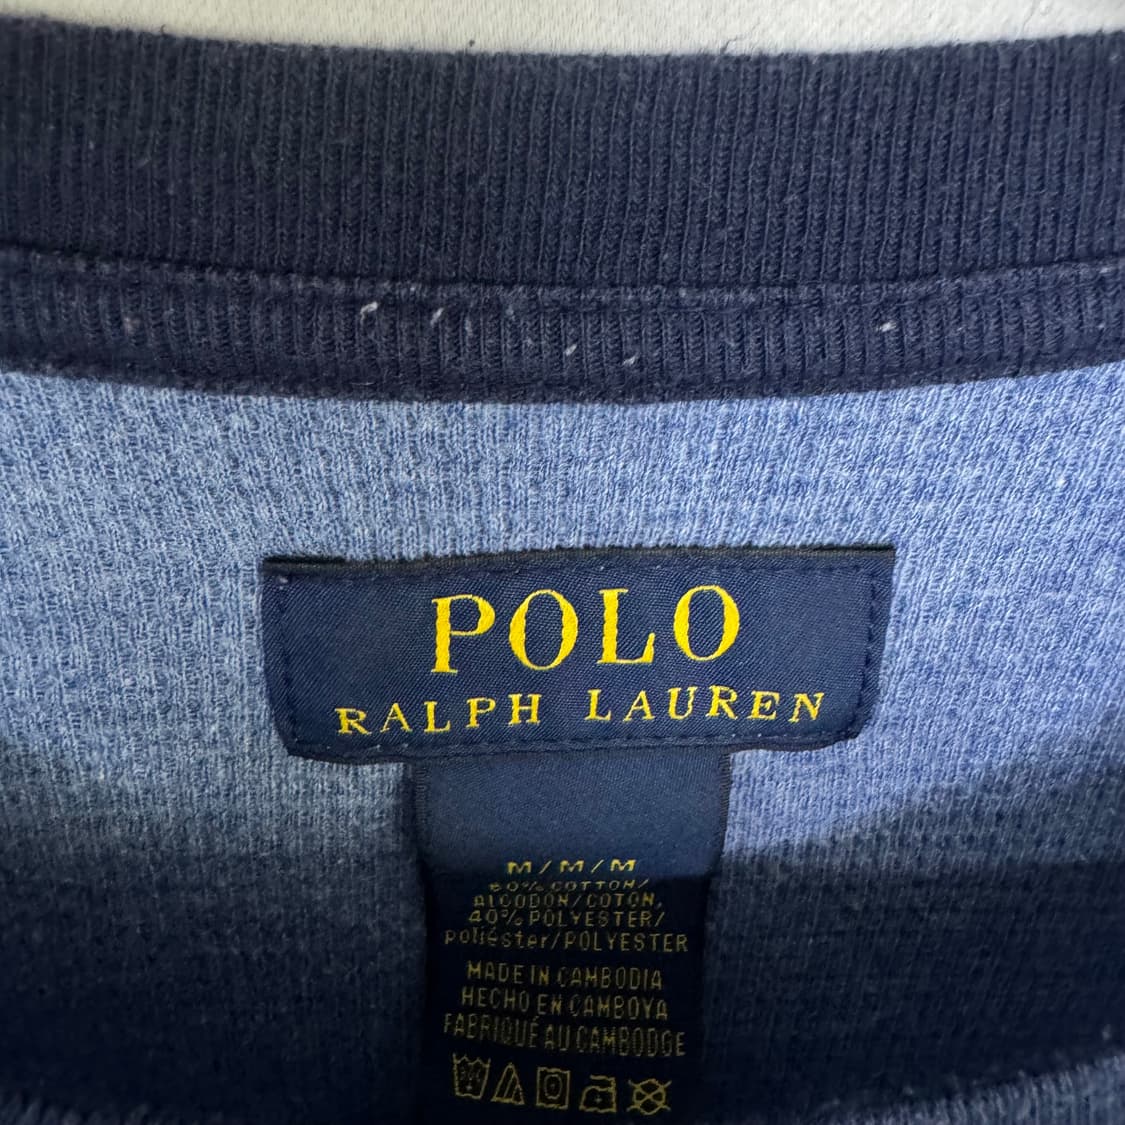 POLO
RALPH LAUREN
M/M/M
60% COTTON/
ALGODON/COTON,
40% POLYESTER/
poliéster/POLYESTER
MADE IN CAMBODIA
HECHO EN CAMBOYA
FABRIQUÉ AU CAMBODGE